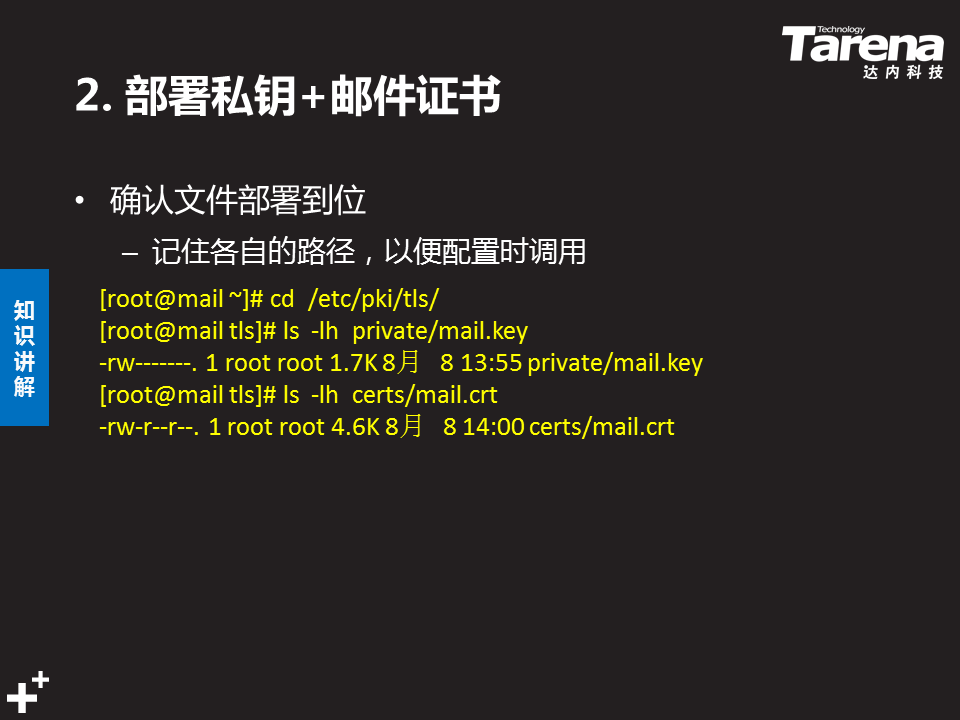 Technology
Tarena
达内科技
2. 部署私钥+邮件证书
• 确认文件部署到位
– 记住各自的路径，以便配置时调用
知识讲解
[root@mail ~]# cd  /etc/pki/tls/
[root@mail tls]# ls  -lh  private/mail.key
-rw-------. 1 root root 1.7K 8月   8 13:55 private/mail.key
[root@mail tls]# ls  -lh  certs/mail.crt
-rw-r--r--. 1 root root 4.6K 8月   8 14:00 certs/mail.crt